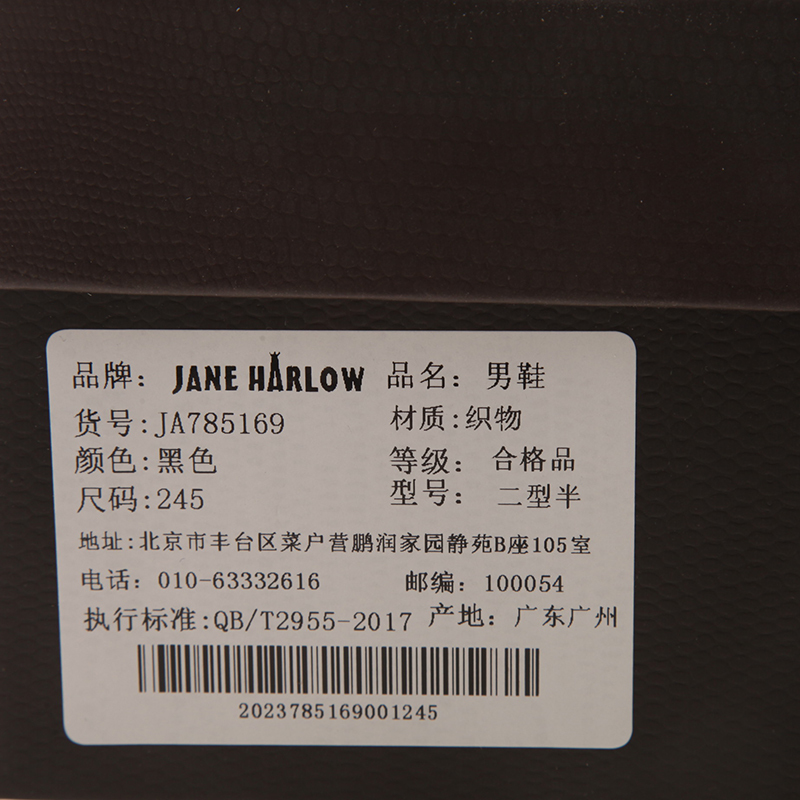 品牌： JANE HARLOW 品名： 男鞋
货号:JA785169 材质:织物
颜色:黑色 等级： 合格品
尺码:245 型号： 二型半
地址:北京市丰台区菜户营鹏润家园静苑B座105室
电话：010-63332616 邮编：100054
执行标准:QB/T2955-2017 产地：广东广州
2023785169001245